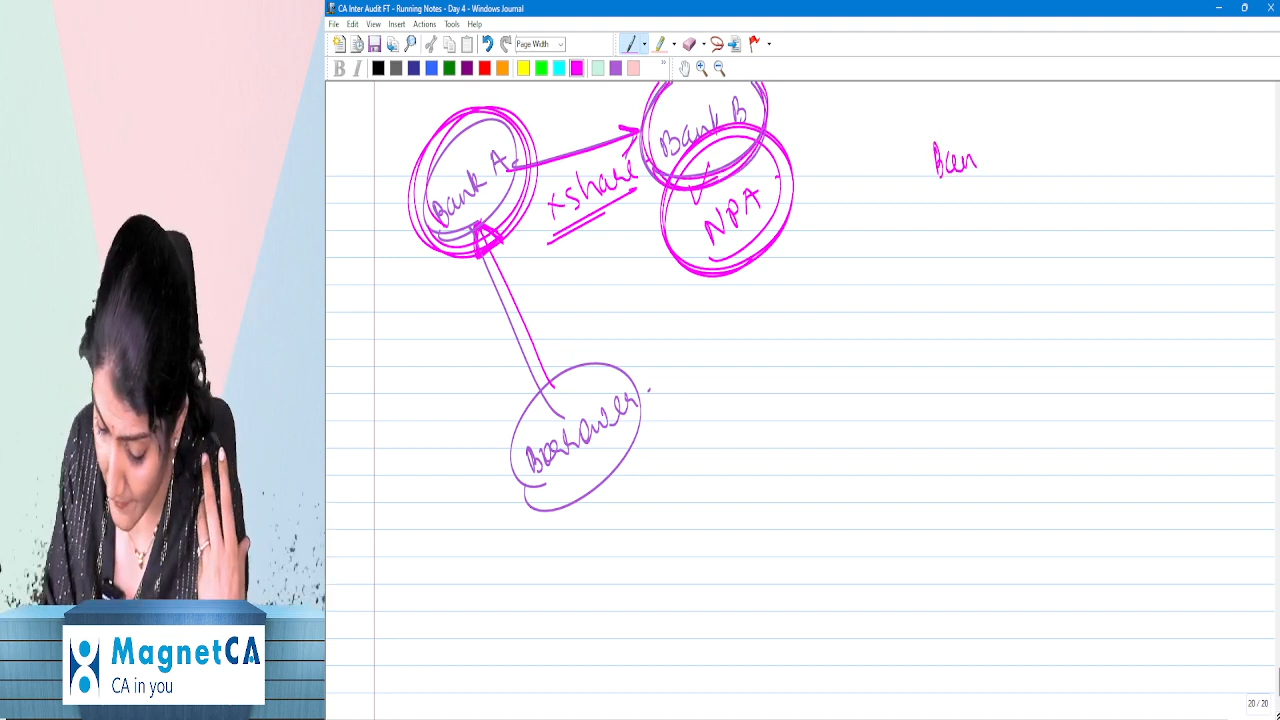 CA Inter Audit FT - Running Notes - Day 4 - Windows Journal
File Edit View Insert Actions Tools Help
Page Width
B I
Bank A
Bank B
x share
NPA
Ban
Borrower
MagnetCA
CA in you
20 / 20